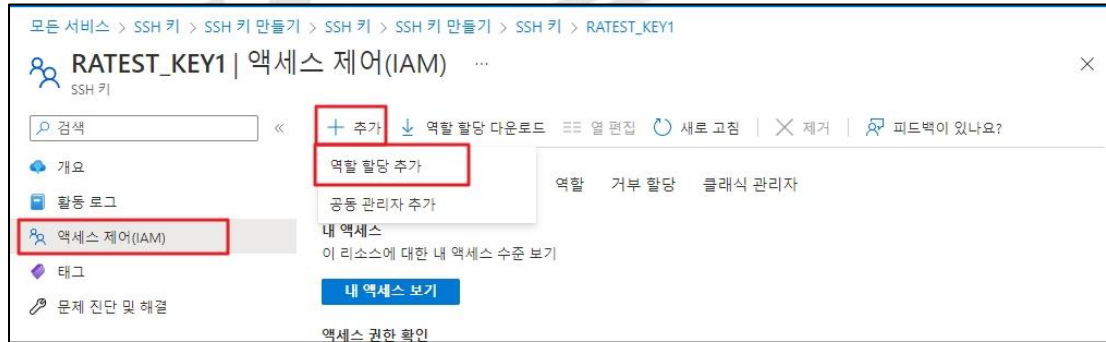 모든 서비스 > SSH 키 > SSH 키 만들기 > SSH 키 > SSH 키 만들기 > SSH 키 > RATEST_KEY1
RATEST_KEY1 | 액세스 제어(IAM) ...
SSH 키
검색
+ 추가 역할 할당 다운로드 열 편집 새로 고침 제거 피드백이 있나요?
개요
활동 로그
액세스 제어(IAM)
태그
문제 진단 및 해결
역할 할당 추가
공동 관리자 추가
역할 거부 할당 클래식 관리자
내 액세스
이 리소스에 대한 내 액세스 수준 보기
내 액세스 보기
액세스 권한 확인